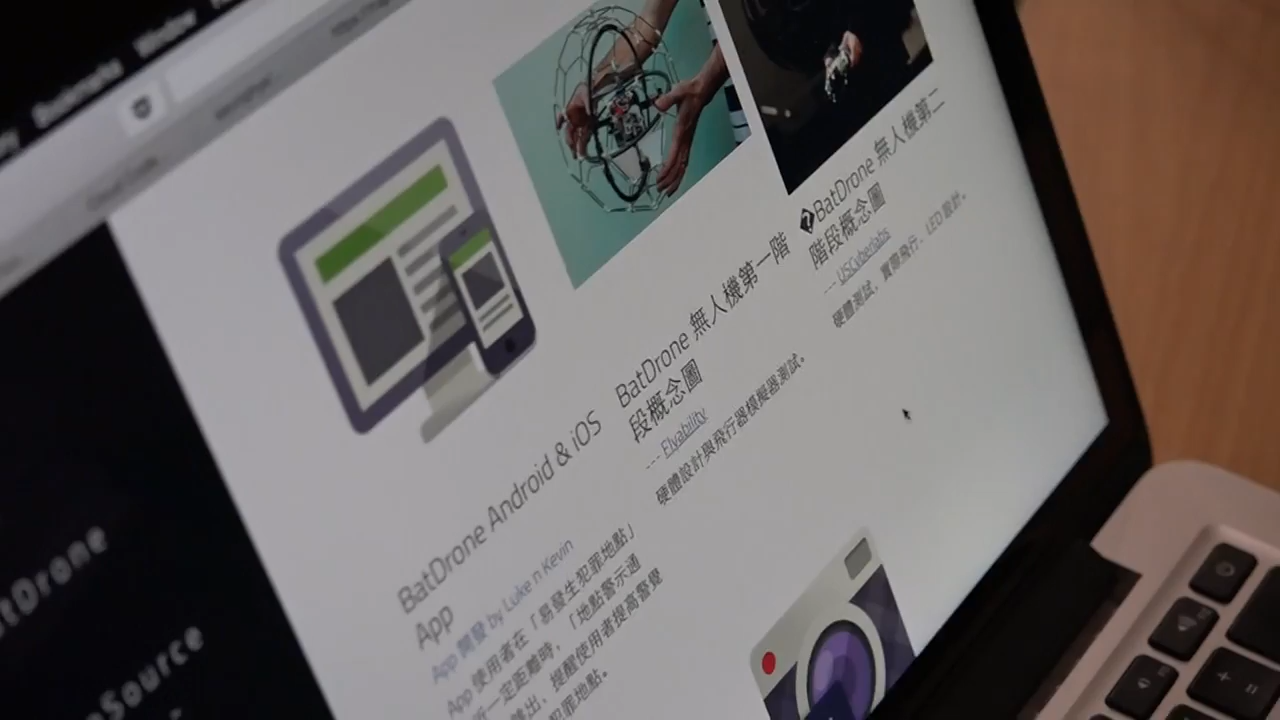 Bookmarks
Window
BatDrone Android & iOS
App
App 開發 by Luke n Kevin
App 使用者在「易發生犯罪地點」
一定距離時，「地點警示通
跳出、提醒使用者提高警覺
犯罪地點。
BatDrone 無人機第一階
段概念圖
--- Flyability
硬體設計與飛行器模擬器測試。
�BatDrone 無人機第二
階段概念圖
--- USCyberlabs
硬體測試，實際飛行、LED 設計。
tDrone
Source